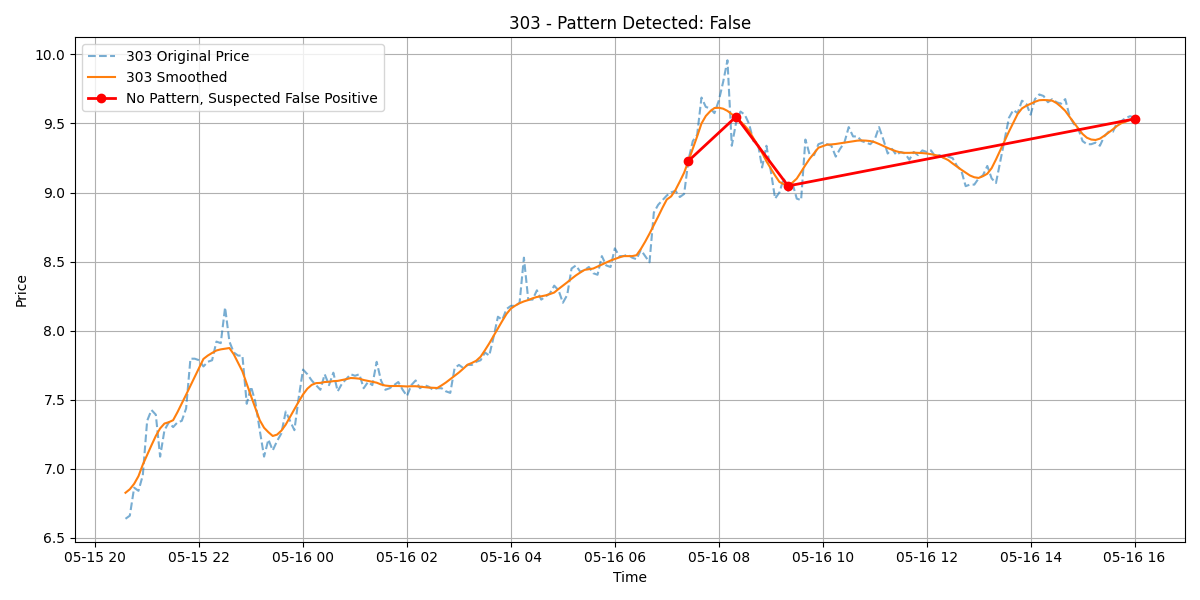 303 - Pattern Detected: False
303 Original Price
303 Smoothed
No Pattern, Suspected False Positive
Price
10.0
9.5
9.0
8.5
8.0
7.5
7.0
6.5
05-15 20 05-15 22 05-16 00 05-16 02 05-16 04 05-16 06 05-16 08 05-16 10 05-16 12 05-16 14 05-16 16
Time